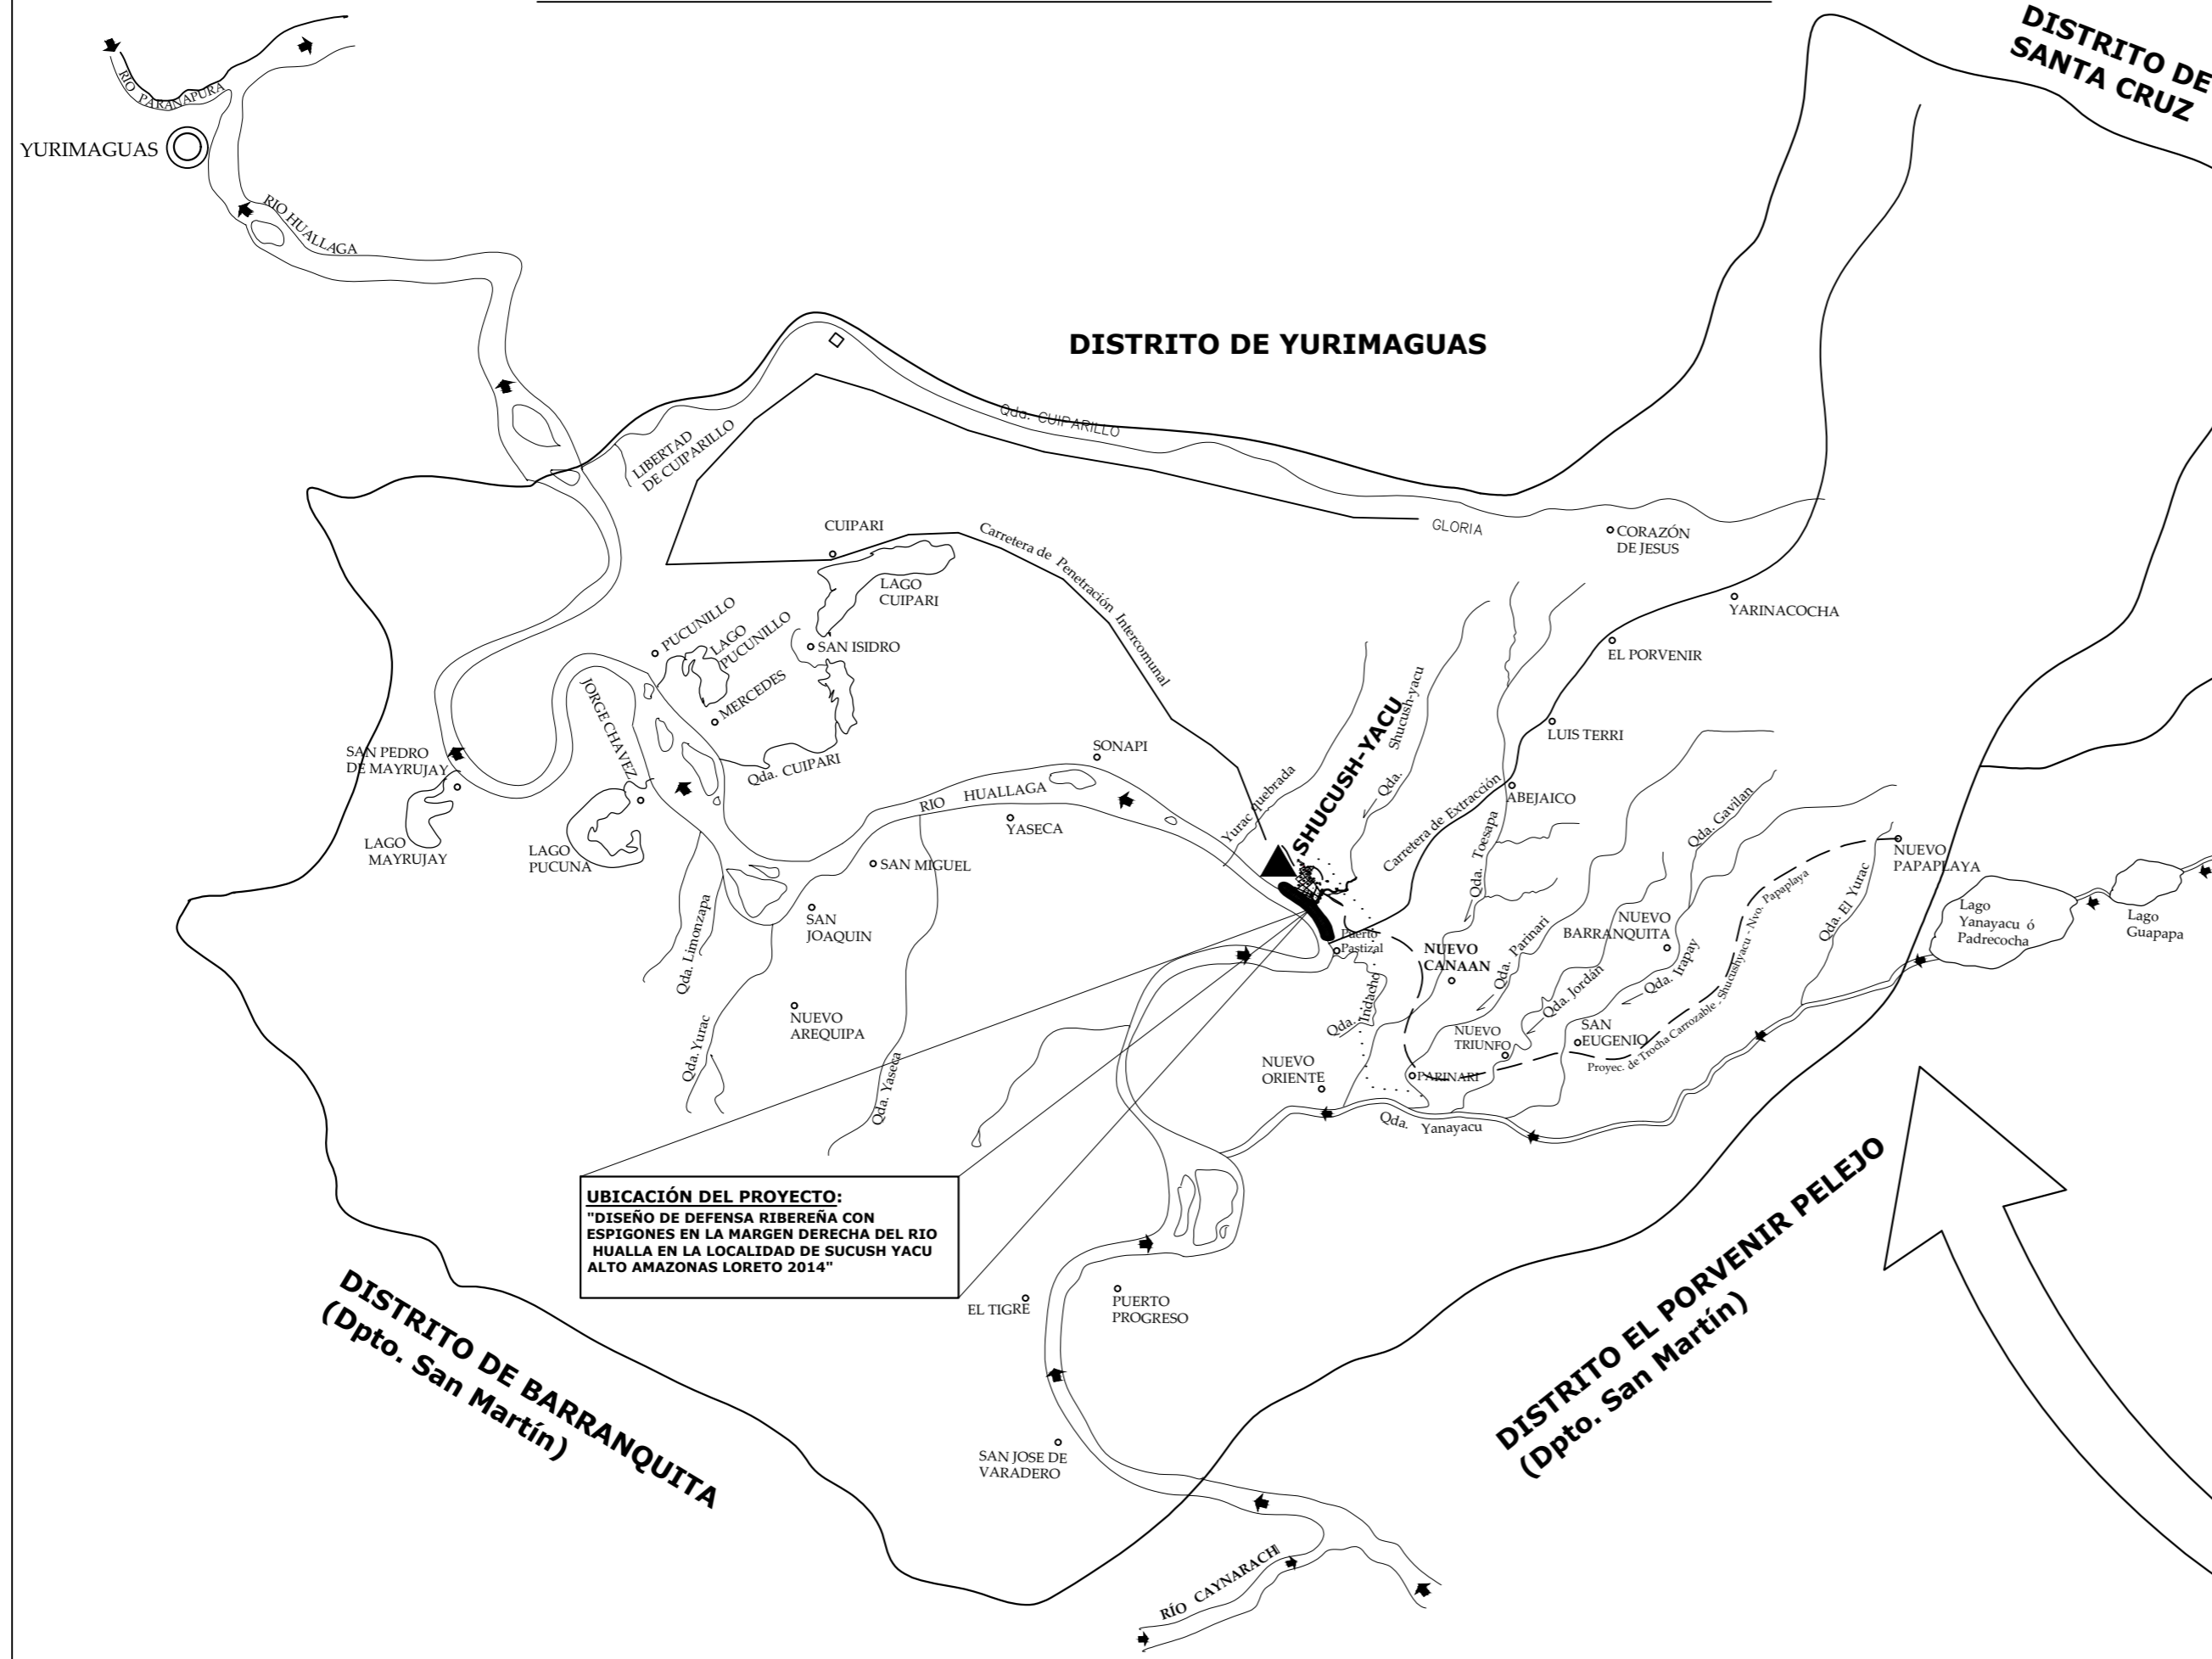 DISTRITO DE
SANTA CRUZ
RIO PARANAPURA
YURIMAGUAS
RIO HUALLAGA
DISTRITO DE YURIMAGUAS
Qda. CUIPARILLO
LIBERTAD
DE CUIPARILLO
CUIPARI
Carretera de Penetración Intercomunal
GLORIA
CORAZÓN
DE JESUS
LAGO
CUIPARI
YARINACOCHA
PUCUNILLO
LAGO
PUCUNILLO
SAN ISIDRO
EL PORVENIR
MERCEDES
JORGE CHAVEZ
SHUCUSH-YACU
Qda. Shucush-yacu
LUIS TERRI
SAN PEDRO
DE MAYRUJAY
Qda. CUIPARI
SONAPI
RIO HUALLAGA
Yurac quebrada
Carretera de Extracción
ABEJAICO
Qda. Toesapa
Qda. Gavilan
YASECA
LAGO
MAYRUJAY
LAGO
PUCUNA
SAN MIGUEL
NUEVO
PAPAPLAYA
SAN
JOAQUIN
Qda. Limonzapa
Puerto
Pastizal
NUEVO
CANAAN
Qda. Parinari
NUEVO
BARRANQUITA
Qda. El Yurac
Lago
Yanayacu ó
Padrecocha
Lago
Guapapa
Qda. Jordán
Qda. Irapay
Proyec. de Trocha Carrozable - Shucushyacu - Nvo. Papaplaya
Qda. Indacho
NUEVO
AREQUIPA
Qda. Yurac
Qda. Yaseca
NUEVO
TRIUNFO
SAN
EUGENIO
NUEVO
ORIENTE
PARINARI
Qda. Yanayacu
UBICACIÓN DEL PROYECTO:
"DISEÑO DE DEFENSA RIBEREÑA CON
ESPIGONES EN LA MARGEN DERECHA DEL RIO
HUALLA EN LA LOCALIDAD DE SUCUSH YACU
ALTO AMAZONAS LORETO 2014"
EL TIGRE
PUERTO
PROGRESO
DISTRITO DE BARRANQUITA
(Dpto. San Martín)
DISTRITO EL PORVENIR PELEJO
(Dpto. San Martín)
SAN JOSE DE
VARADERO
RÍO CAYNARACHI